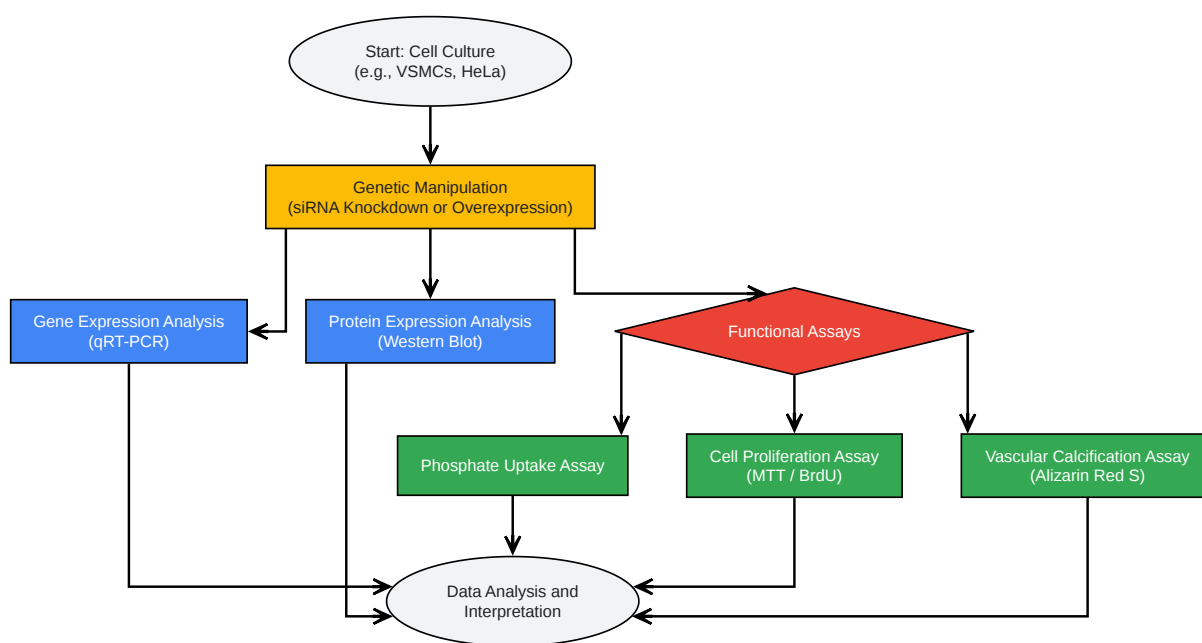 Start: Cell Culture
(e.g., VSMCs, HeLa)
Genetic Manipulation
(siRNA Knockdown or Overexpression)
Gene Expression Analysis
(qRT-PCR)
Protein Expression Analysis
(Western Blot)
Functional Assays
Phosphate Uptake Assay
Cell Proliferation Assay
(MTT / BrdU)
Vascular Calcification Assay
(Alizarin Red S)
Data Analysis and
Interpretation